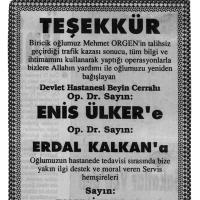 TEŞEKKÜR
Biricik oğlumuz Mehmet ORGEN'in talihsiz
geçirdiği trafik kazası sonucu, tüm bilgi ve
ihtimamını kullanarak yaptığı operasyonlarla
bizlere Allahın yardımı ile oğlumuzu yeniden
bağışlayan
Devlet Hastanesi Beyin Cerrahı
Op. Dr. Sayın:
ENİS ÜLKER'e
Op. Dr. Sayın:
ERDAL KALKAN'a
Oğlumuzun hastanede tedavisi sırasında bize
yakın ilgi destek ve moral veren Servis
hemşireleri
Sayın: